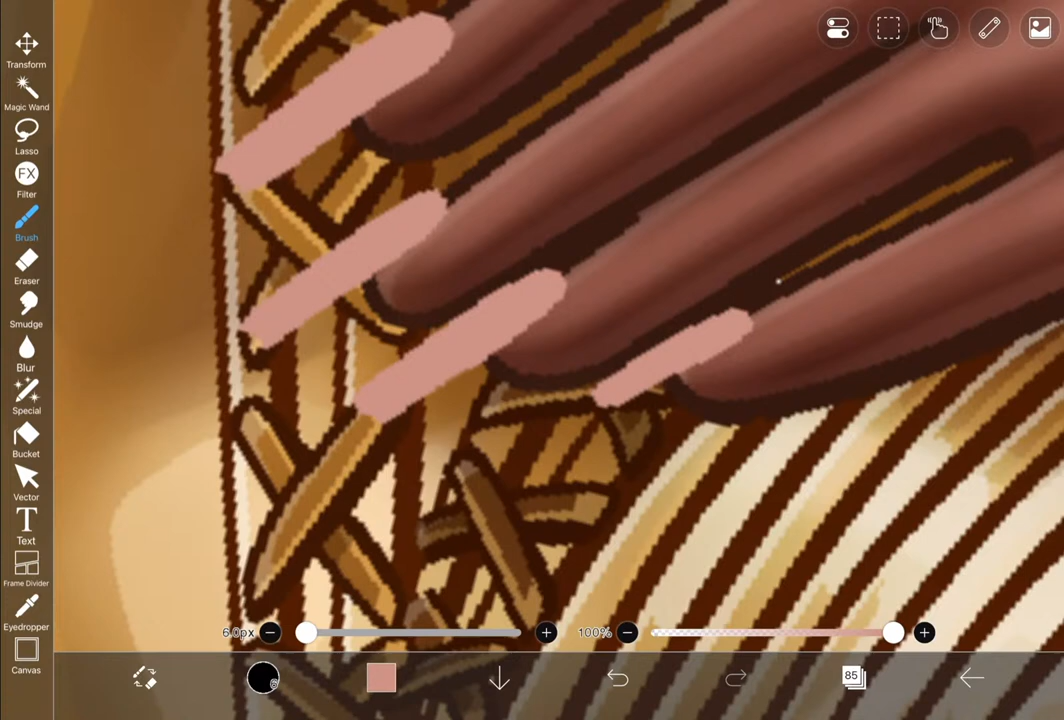 Transform
Magic Wand
Lasso
FX
Filter
Brush
Eraser
Smudge
Blur
Special
Bucket
Vector
T
Text
Frame Divider
Eyedropper
Canvas
6.0px
100%
6
85